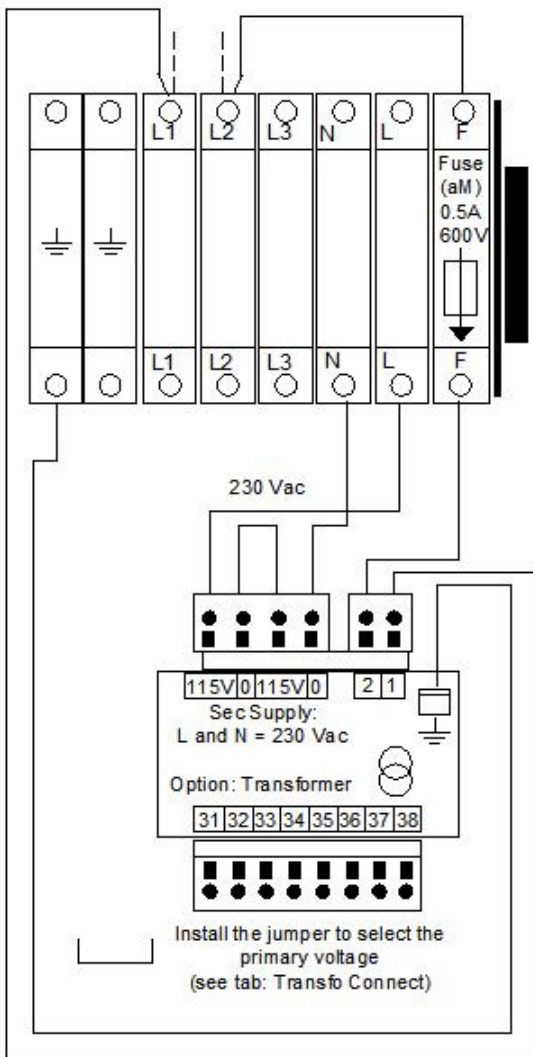 L1 L2 L3 N L F
Fuse
(aM)
0.5A
600V
L1 L2 L3 N L F
230 Vac
115V 0 115V 0 2 1
Sec Supply:
L and N = 230 Vac
Option: Transformer
31 32 33 34 35 36 37 38
Install the jumper to select the
primary voltage
(see tab: Transfo Connect)